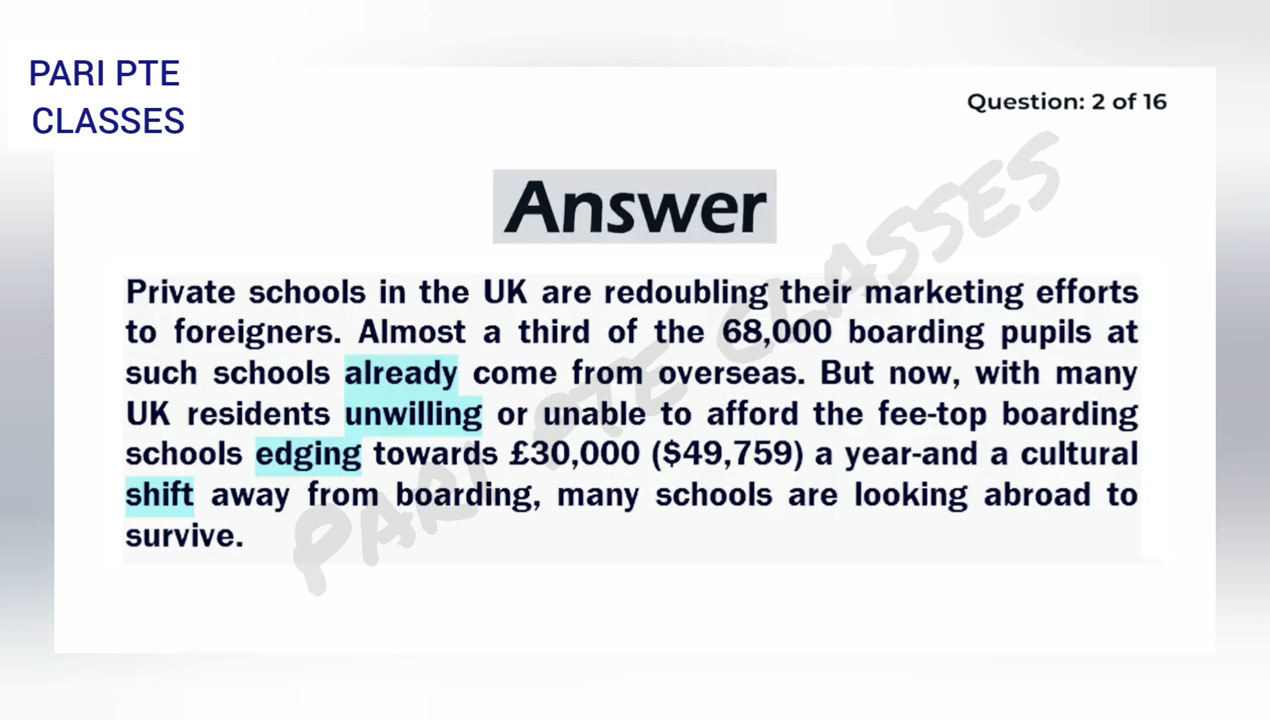 PARI PTE
CLASSES
Question: 2 of 16
Answer
Private schools in the UK are redoubling their marketing efforts
to foreigners. Almost a third of the 68,000 boarding pupils at
such schools already come from overseas. But now, with many
UK residents unwilling or unable to afford the fee-top boarding
schools edging towards £30,000 ($49,759) a year-and a cultural
shift away from boarding, many schools are looking abroad to
survive.
PARI PTE CLASSES